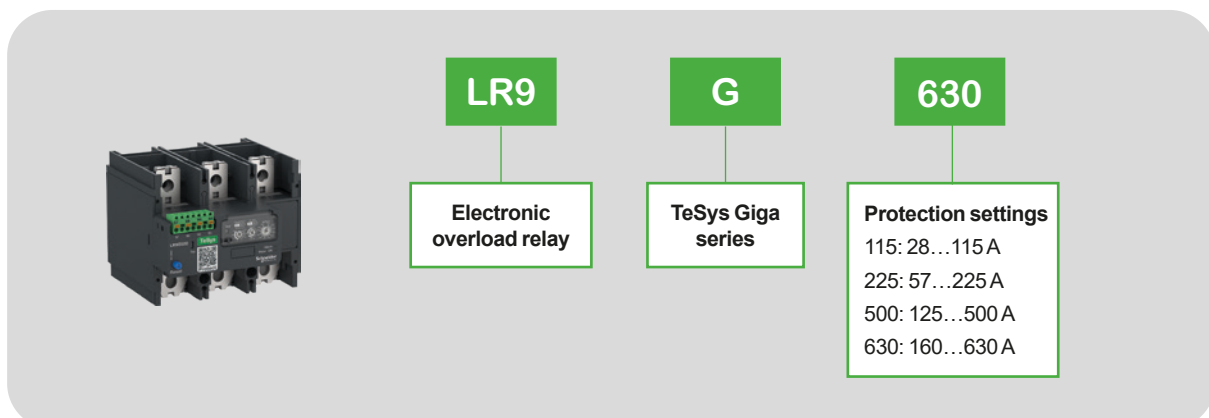 LR9
G
630
Electronic
overload relay
TeSys Giga
series
Protection settings
115: 28…115 A
225: 57…225 A
500: 125…500 A
630: 160…630 A
TeSys